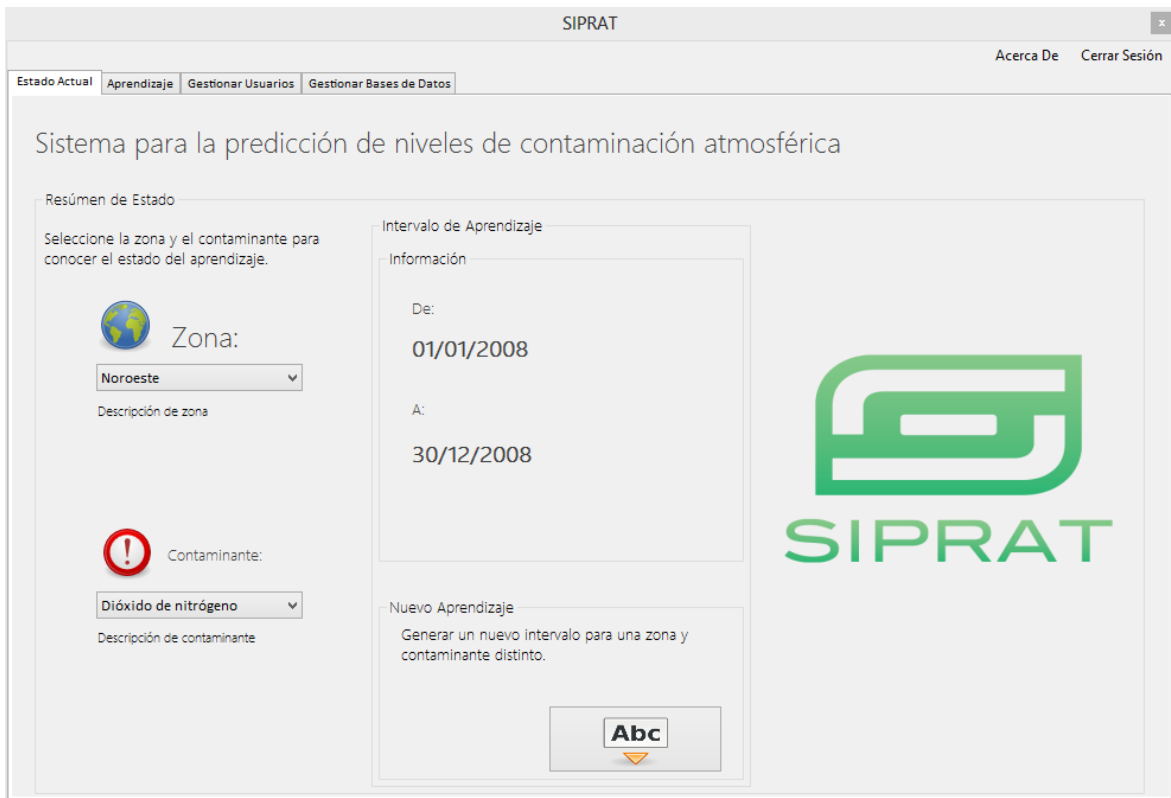 SIPRAT
x
Acerca De Cerrar Sesión
Estado Actual Aprendizaje Gestionar Usuarios Gestionar Bases de Datos
Sistema para la predicción de niveles de contaminación atmosférica
Resúmen de Estado
Seleccione la zona y el contaminante para
conocer el estado del aprendizaje.
Zona:
Noroeste
Descripción de zona
Contaminante:
Dióxido de nitrógeno
Descripción de contaminante
Intervalo de Aprendizaje
Información
De:
01/01/2008
A:
30/12/2008
Nuevo Aprendizaje
Generar un nuevo intervalo para una zona y
contaminante distinto.
Abc
SIPRAT